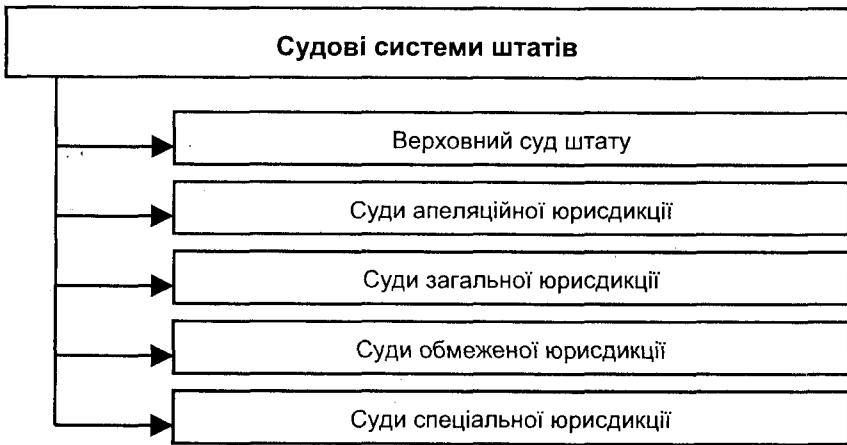 Судові системи штатів
Верховний суд штату
Суди апеляційної юрисдикції
Суди загальної юрисдикції
Суди обмеженої юрисдикції
Суди спеціальної юрисдикції